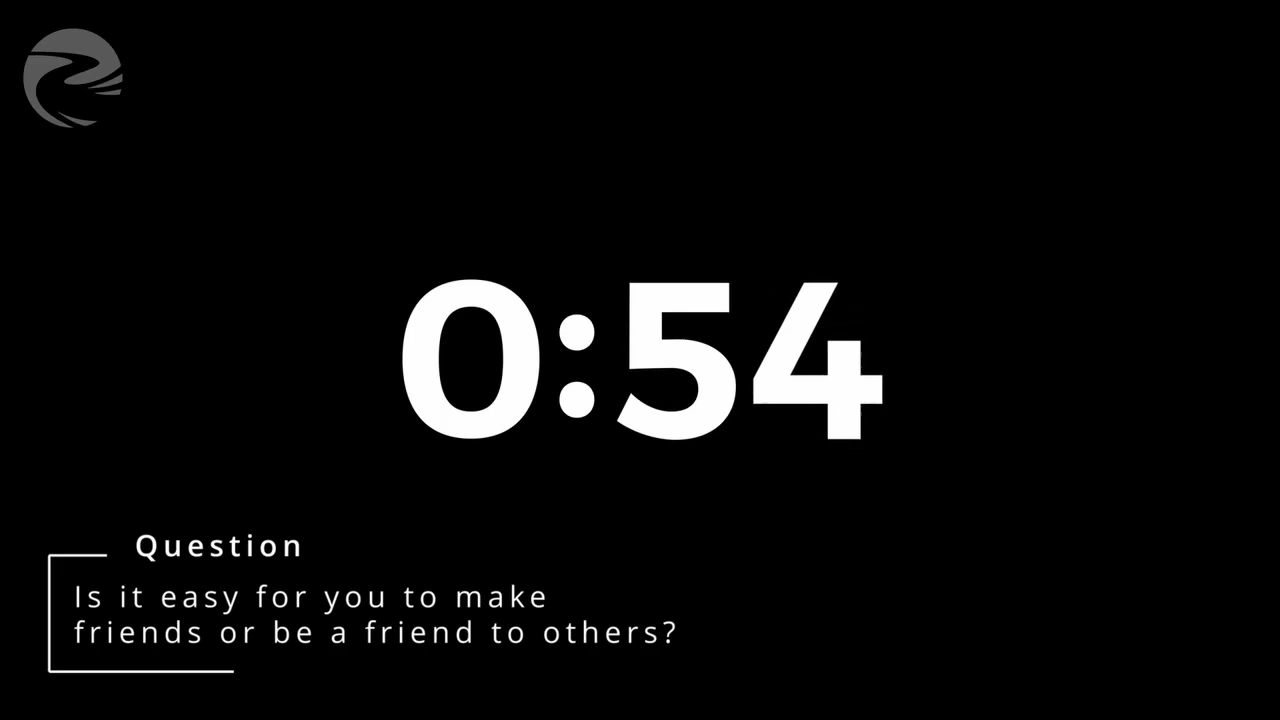 0:54
Question
Is it easy for you to make
friends or be a friend to others?